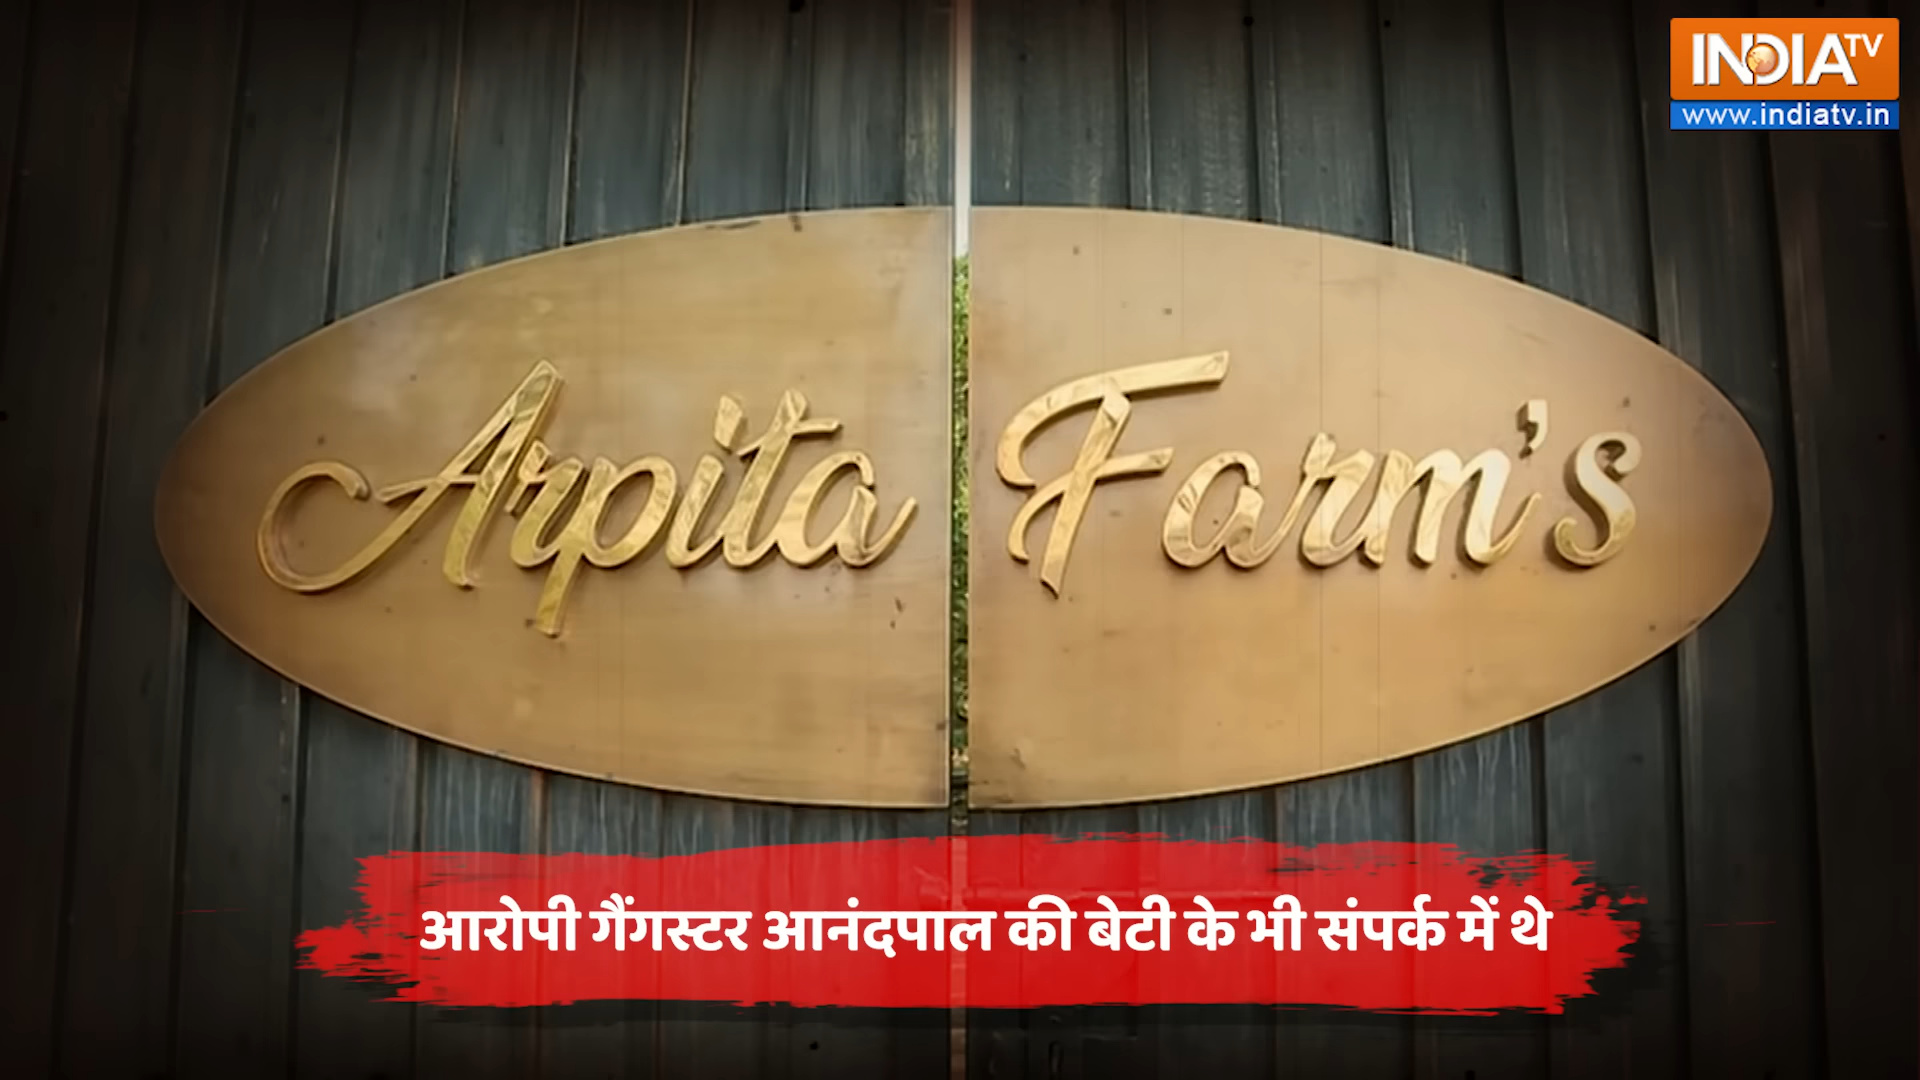 INDIA TV
www.indiatv.in
Arpita Farm's
आरोपी गैंगस्टर आनंदपाल की बेटी के भी संपर्क में थे